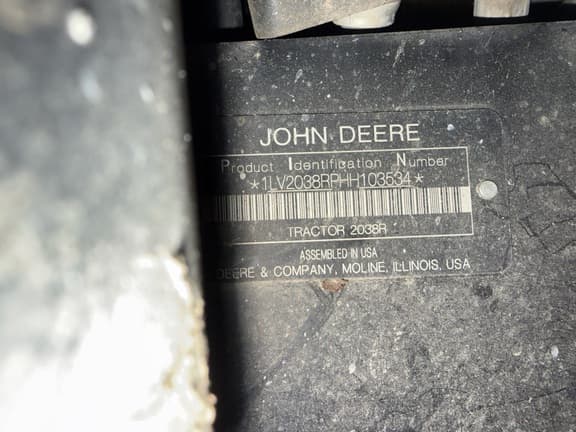 JOHN DEERE
Product Identification Number
*1LV2038RPHH103534*
TRACTOR 2038R
ASSEMBLED IN USA
DEERE & COMPANY, MOLINE, ILLINOIS, USA